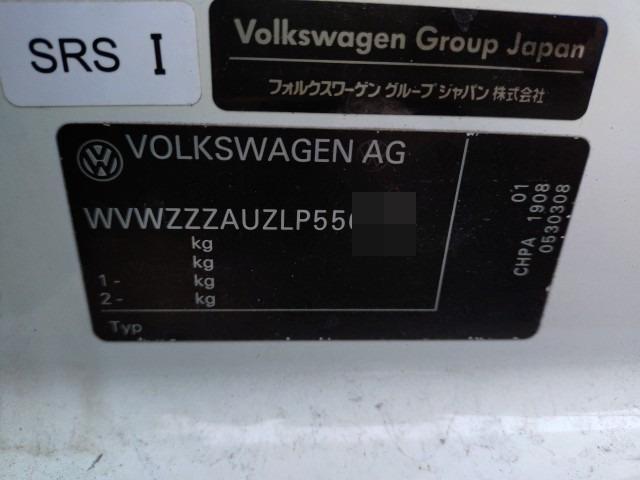 SRS I
Volkswagen Group Japan
フォルクスワーゲン グループ ジャパン 株式会社
VOLKSWAGEN AG
WVWZZZAUZLP55
kg
kg
1 - kg
2 - kg
Typ
01
CHPA 1908
0530308